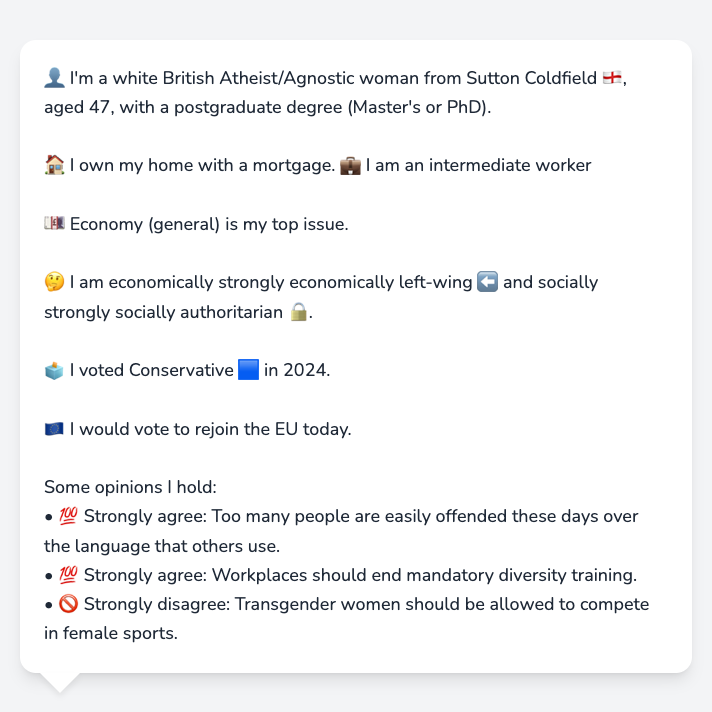 👤 I'm a white British Atheist/Agnostic woman from Sutton Coldfield 🏴󠁧󠁢󠁥󠁮󠁧󠁿,
aged 47, with a postgraduate degree (Master's or PhD).
🏠 I own my home with a mortgage. 💼 I am an intermediate worker
💷 Economy (general) is my top issue.
🤔 I am economically strongly economically left-wing ⬅️ and socially
strongly socially authoritarian 🔒.
🗳️ I voted Conservative 🟦 in 2024.
🇪🇺 I would vote to rejoin the EU today.
Some opinions I hold:
• 💯 Strongly agree: Too many people are easily offended these days over
the language that others use.
• 💯 Strongly agree: Workplaces should end mandatory diversity training.
• 🚫 Strongly disagree: Transgender women should be allowed to compete
in female sports.